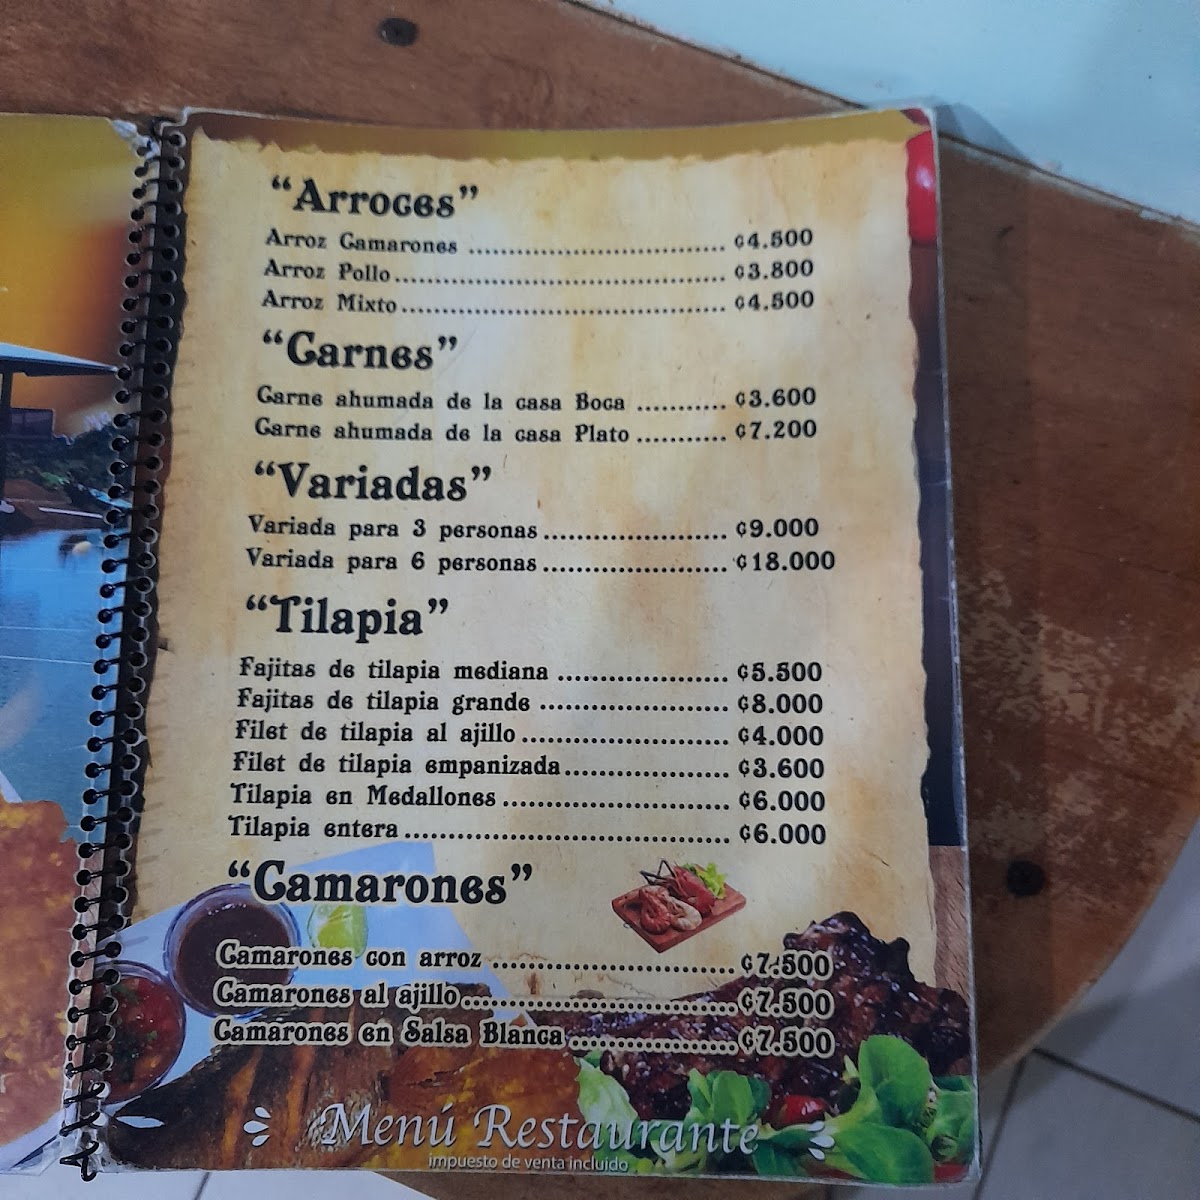 “Arroces”
Arroz Camarones ............................ ₡4.500
Arroz Pollo .................................... ₡3.800
Arroz Mixto .................................... ₡4.500
“Carnes”
Carne ahumada de la casa Boca ........... ₡3.600
Carne ahumada de la casa Plato ........... ₡7.200
“Variadas”
Variada para 3 personas ...................... ₡9.000
Variada para 6 personas ...................... ₡18.000
“Tilapia”
Fajitas de tilapia mediana .................... ₡5.500
Fajitas de tilapia grande ...................... ₡8.000
Filet de tilapia al ajillo ........................ ₡4.000
Filet de tilapia empanizada ................... ₡3.600
Tilapia en Medallones .......................... ₡6.000
Tilapia entera .................................... ₡6.000
“Camarones”
Camarones con arroz ........................... ₡7.500
Camarones al ajillo .............................. ₡7.500
Camarones en Salsa Blanca .................. ₡7.500
Menú Restaurante
impuesto de venta incluido